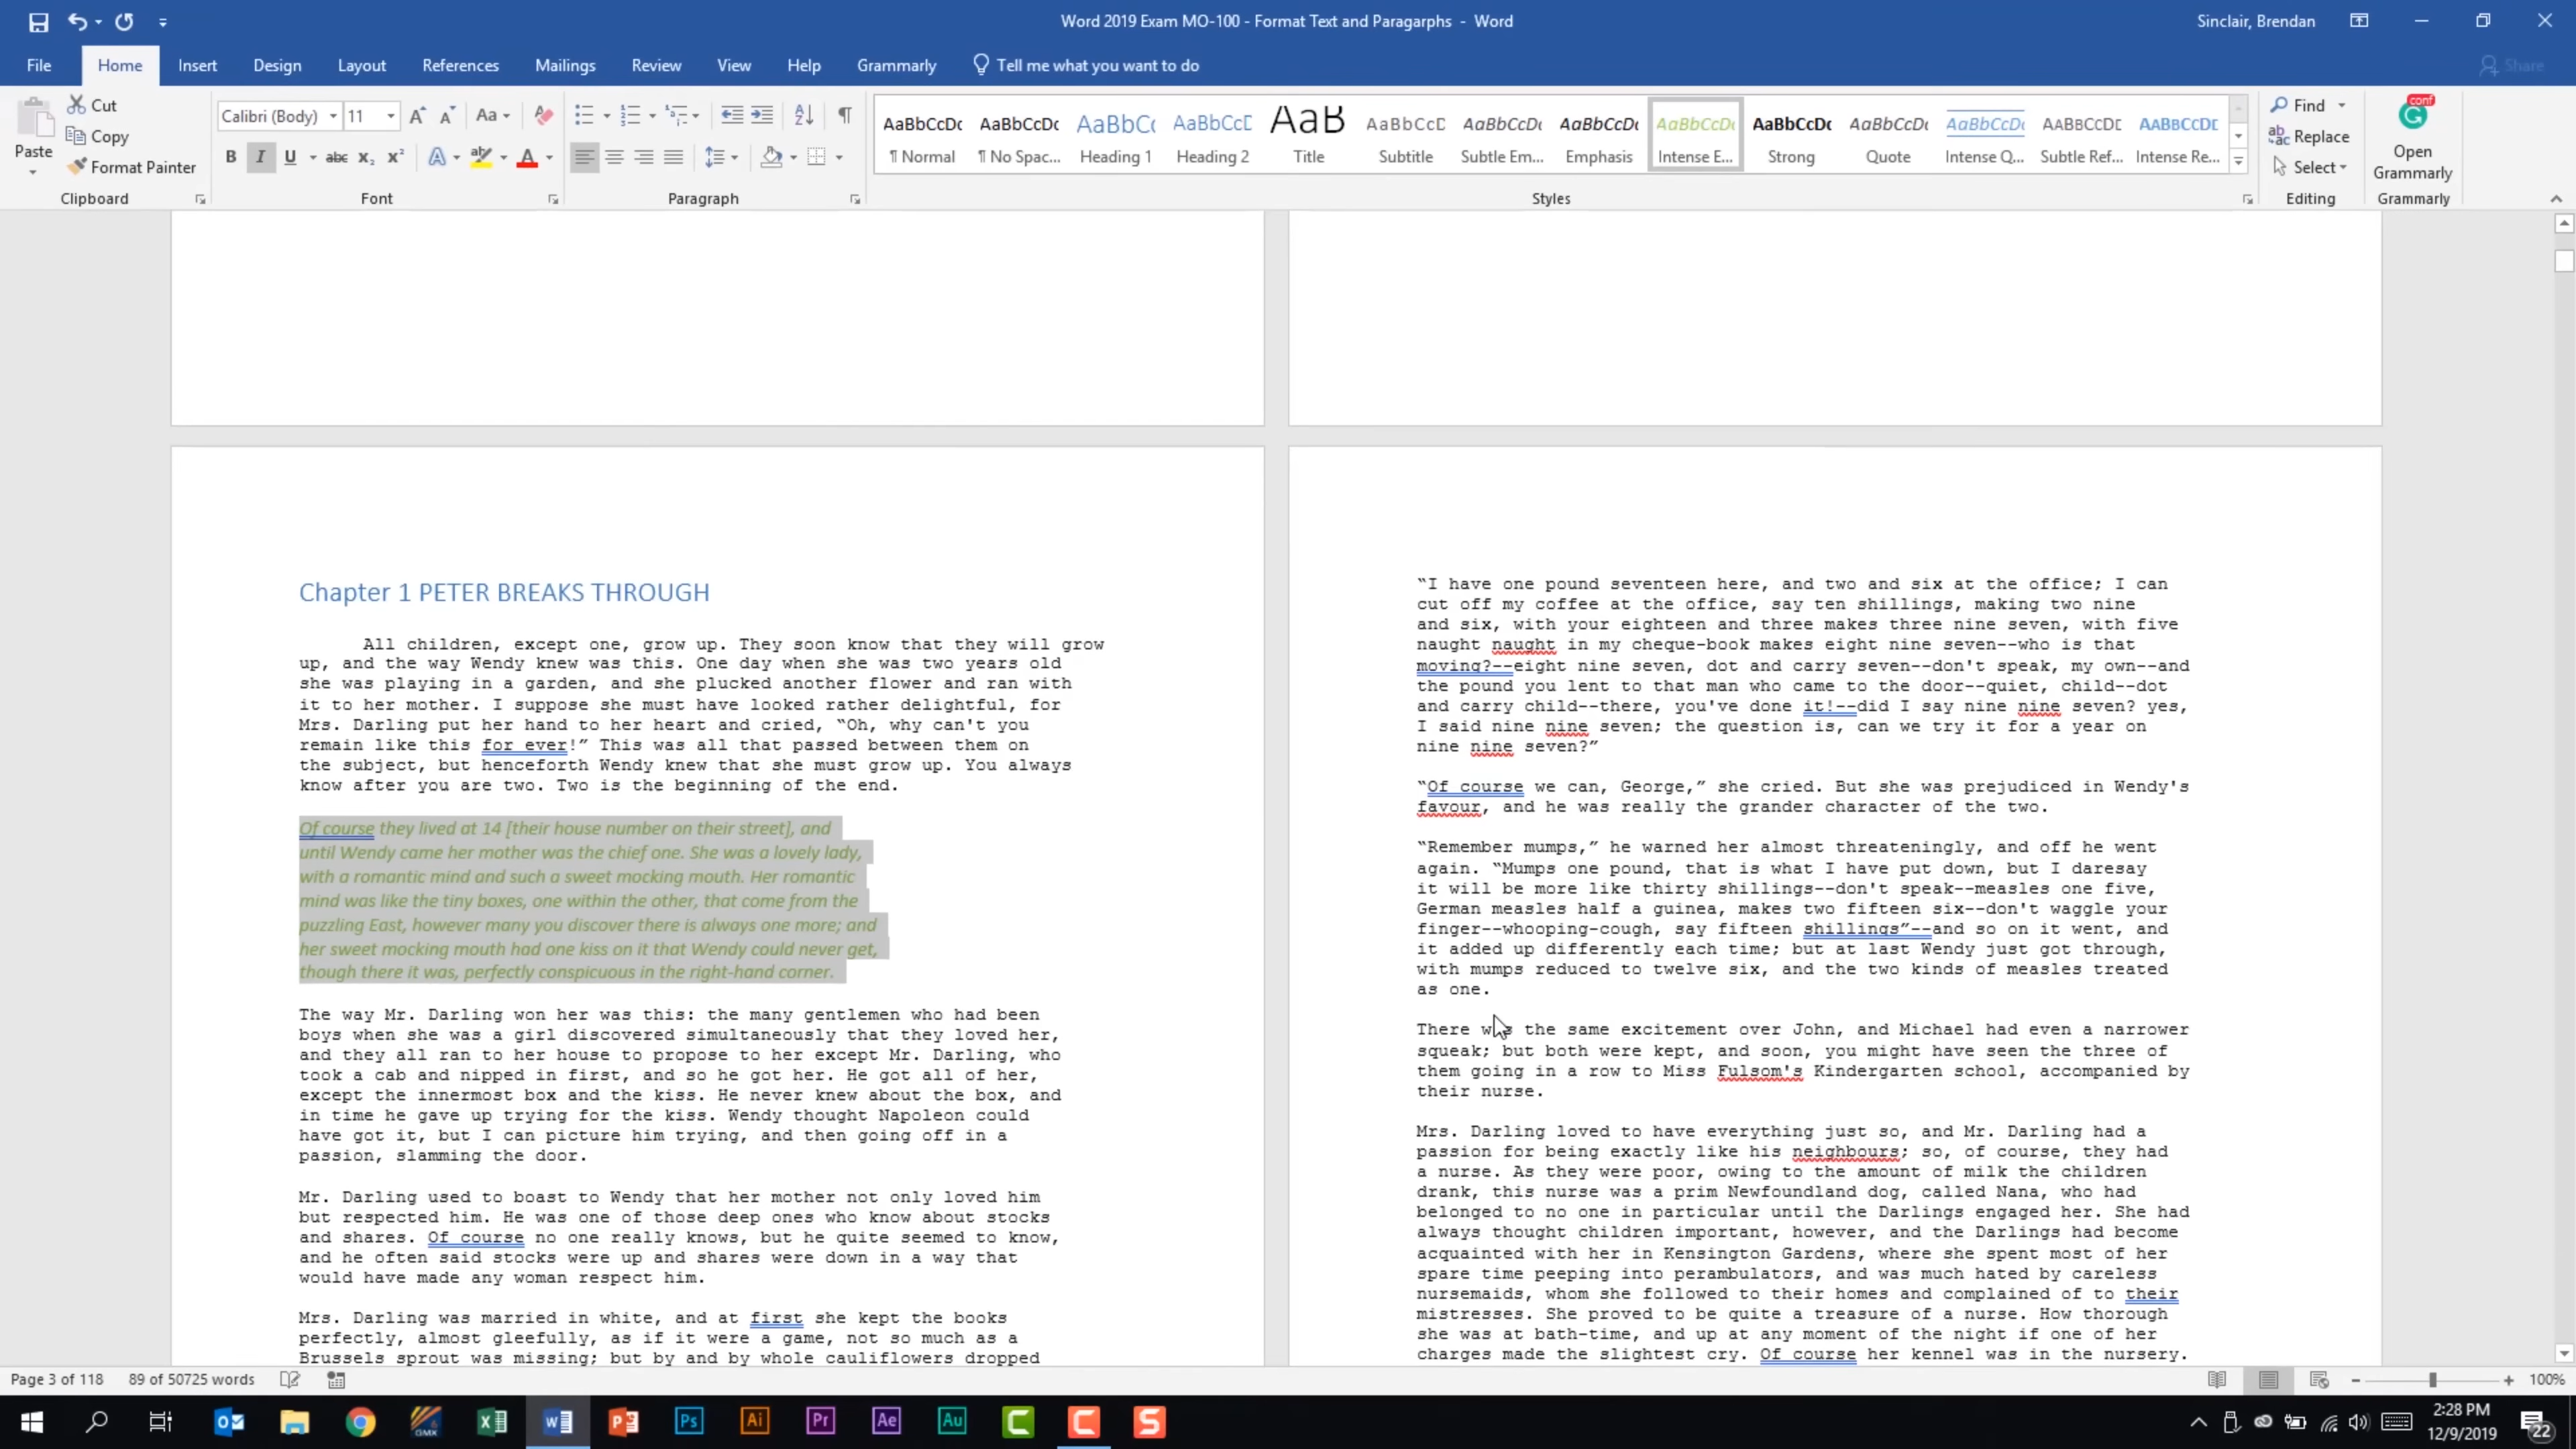 Word 2019 Exam MO-100 - Format Text and Paragarphs - Word
Sinclair, Brendan
File Home Insert Design Layout References Mailings Review View Help Grammarly Tell me what you want to do Share
Paste
Cut
Copy
Format Painter
Clipboard
Calibri (Body) 11
Font
Paragraph
AaBbCcDc AaBbCcDc AaBbC AaBbCcD AaB AaBbCcD AaBbCcDc AaBbCcDc AaBbCcDc AaBbCcDc AaBbCcDc AaBbCcDc AaBbCcDd AaBbCcDd
¶ Normal ¶ No Spac... Heading 1 Heading 2 Title Subtitle Subtle Em... Emphasis Intense E... Strong Quote Intense Q... Subtle Ref... Intense Re...
Styles
Find
Replace
Select
Editing
conf
Open
Grammarly
Grammarly
Chapter 1 PETER BREAKS THROUGH
All children, except one, grow up. They soon know that they will grow
up, and the way Wendy knew was this. One day when she was two years old
she was playing in a garden, and she plucked another flower and ran with
it to her mother. I suppose she must have looked rather delightful, for
Mrs. Darling put her hand to her heart and cried, “Oh, why can't you
remain like this for ever!” This was all that passed between them on
the subject, but henceforth Wendy knew that she must grow up. You always
know after you are two. Two is the beginning of the end.
Of course they lived at 14 [their house number on their street], and
until Wendy came her mother was the chief one. She was a lovely lady,
with a romantic mind and such a sweet mocking mouth. Her romantic
mind was like the tiny boxes, one within the other, that come from the
puzzling East, however many you discover there is always one more; and
her sweet mocking mouth had one kiss on it that Wendy could never get,
though there it was, perfectly conspicuous in the right-hand corner.
The way Mr. Darling won her was this: the many gentlemen who had been
boys when she was a girl discovered simultaneously that they loved her,
and they all ran to her house to propose to her except Mr. Darling, who
took a cab and nipped in first, and so he got her. He got all of her,
except the innermost box and the kiss. He never knew about the box, and
in time he gave up trying for the kiss. Wendy thought Napoleon could
have got it, but I can picture him trying, and then going off in a
passion, slamming the door.
Mr. Darling used to boast to Wendy that her mother not only loved him
but respected him. He was one of those deep ones who know about stocks
and shares. Of course no one really knows, but he quite seemed to know,
and he often said stocks were up and shares were down in a way that
would have made any woman respect him.
Mrs. Darling was married in white, and at first she kept the books
perfectly, almost gleefully, as if it were a game, not so much as a
Brussels sprout was missing; but by and by whole cauliflowers dropped
“I have one pound seventeen here, and two and six at the office; I can
cut off my coffee at the office, say ten shillings, making two nine
and six, with your eighteen and three makes three nine seven, with five
naught naught in my cheque-book makes eight nine seven--who is that
moving?--eight nine seven, dot and carry seven--don't speak, my own--and
the pound you lent to that man who came to the door--quiet, child--dot
and carry child--there, you've done it!--did I say nine nine seven? yes,
I said nine nine seven; the question is, can we try it for a year on
nine nine seven?”
“Of course we can, George,” she cried. But she was prejudiced in Wendy's
favour, and he was really the grander character of the two.
“Remember mumps,” he warned her almost threateningly, and off he went
again. “Mumps one pound, that is what I have put down, but I daresay
it will be more like thirty shillings--don't speak--measles one five,
German measles half a guinea, makes two fifteen six--don't waggle your
finger--whooping-cough, say fifteen shillings”--and so on it went, and
it added up differently each time; but at last Wendy just got through,
with mumps reduced to twelve six, and the two kinds of measles treated
as one.
There was the same excitement over John, and Michael had even a narrower
squeak; but both were kept, and soon, you might have seen the three of
them going in a row to Miss Fulsom's Kindergarten school, accompanied by
their nurse.
Mrs. Darling loved to have everything just so, and Mr. Darling had a
passion for being exactly like his neighbours; so, of course, they had
a nurse. As they were poor, owing to the amount of milk the children
drank, this nurse was a prim Newfoundland dog, called Nana, who had
belonged to no one in particular until the Darlings engaged her. She had
always thought children important, however, and the Darlings had become
acquainted with her in Kensington Gardens, where she spent most of her
spare time peeping into perambulators, and was much hated by careless
nursemaids, whom she followed to their homes and complained of to their
mistresses. She proved to be quite a treasure of a nurse. How thorough
she was at bath-time, and up at any moment of the night if one of her
charges made the slightest cry. Of course her kennel was in the nursery.
Page 3 of 118 89 of 50725 words 100%
2:28 PM
12/9/2019
22